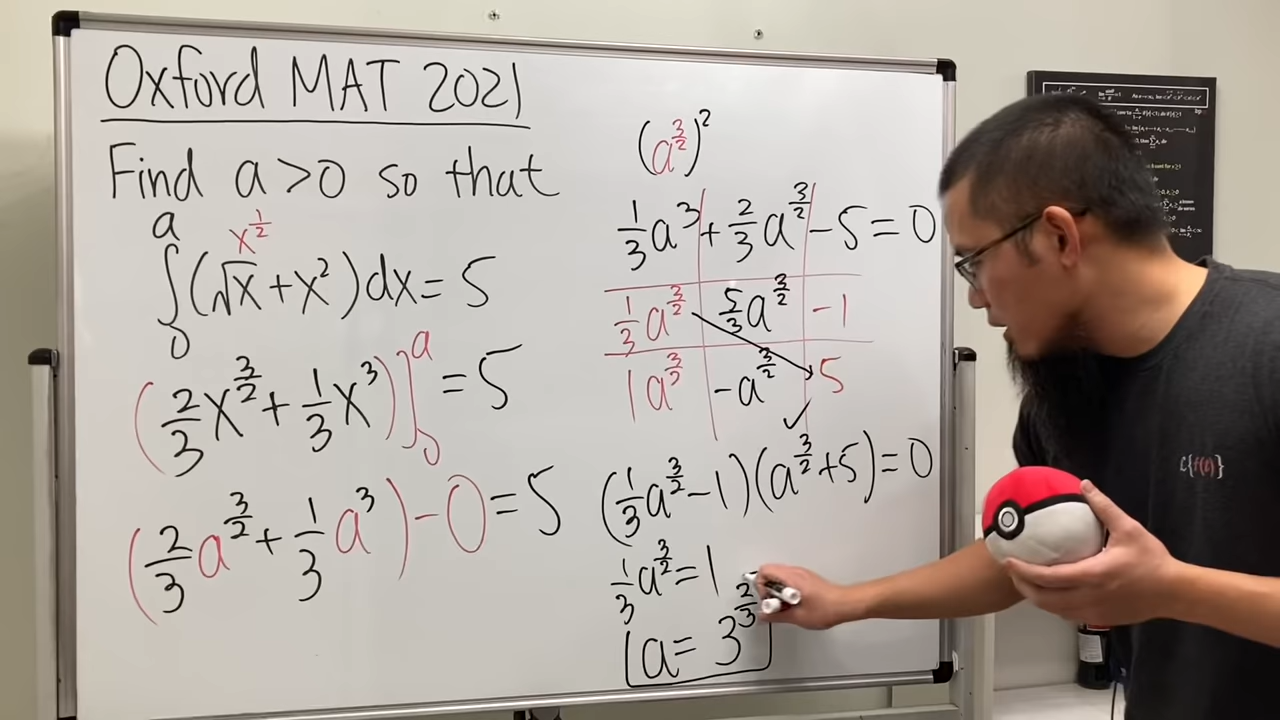 Oxford MAT 2021
Find a>0 so that
∫₀ᵃ (√x + x²) dx = 5
x^{1/2}
(2/3 x^{3/2} + 1/3 x³)]₀ᵃ = 5
(2/3 a^{3/2} + 1/3 a³) - 0 = 5
(a^{3/2})²
1/3 a³ + 2/3 a^{3/2} - 5 = 0
1/3 a^{3/2} 5/3 a^{3/2} -1
1a^{3/2} -a^{3/2} 5 ✓
(1/3 a^{3/2} - 1)(a^{3/2} + 5) = 0
1/3 a^{3/2} = 1
a = 3^{2/3}
L{f(t)}